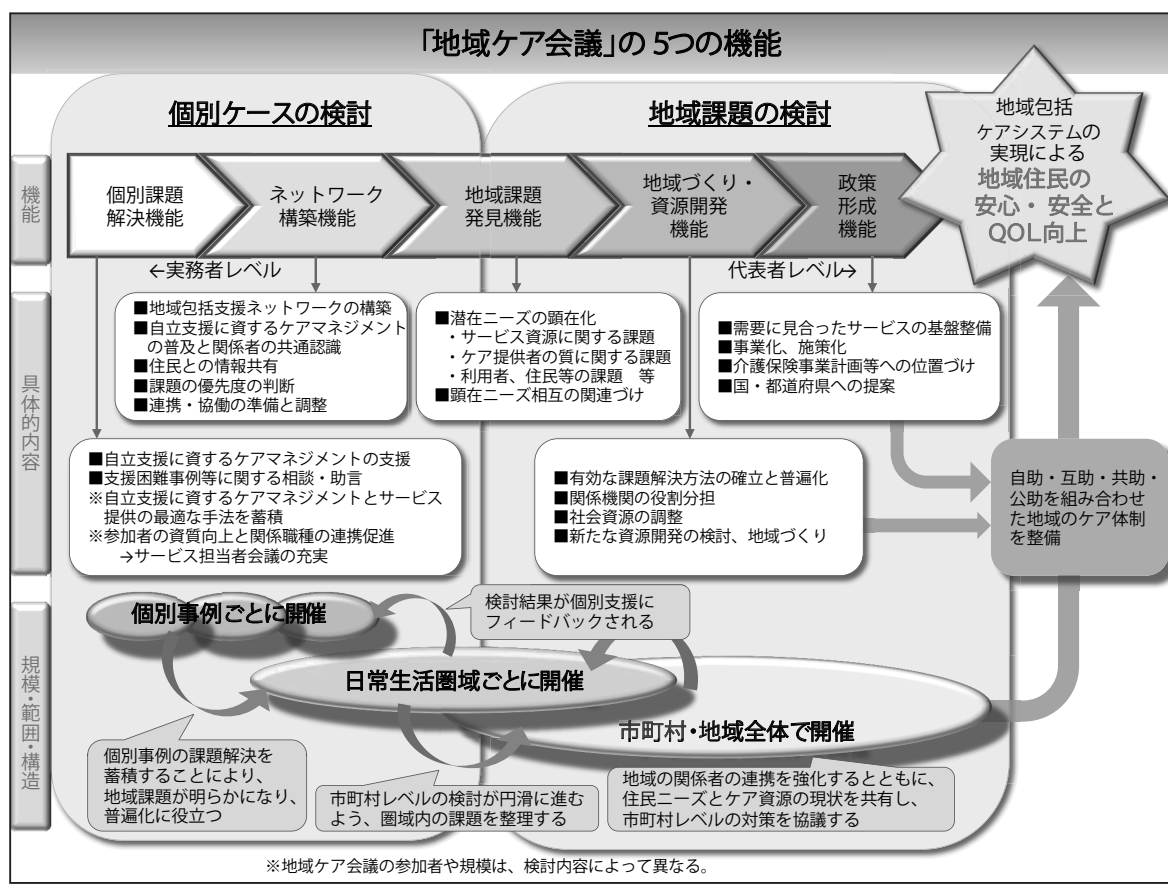 「地域ケア会議」の 5つの機能
個別ケースの検討
地域課題の検討
地域包括
ケアシステムの
実現による
地域住民の
安心・ 安全と
QOL向上
機能
個別課題
解決機能
ネットワーク
構築機能
地域課題
発見機能
地域づくり・
資源開発
機能
政策
形成
機能
←実務者レベル
代表者レベル→
具体的内容
■地域包括支援ネットワークの構築
■自立支援に資するケアマネジメント
の普及と関係者の共通認識
■住民との情報共有
■課題の優先度の判断
■連携・協働の準備と調整
■潜在ニーズの顕在化
・サービス資源に関する課題
・ケア提供者の質に関する課題
・利用者、住民等の課題　等
■顕在ニーズ相互の関連づけ
■需要に見合ったサービスの基盤整備
■事業化、施策化
■介護保険事業計画等への位置づけ
■国・都道府県への提案
■自立支援に資するケアマネジメントの支援
■支援困難事例等に関する相談・助言
※自立支援に資するケアマネジメントとサービス
提供の最適な手法を蓄積
※参加者の資質向上と関係職種の連携促進
→サービス担当者会議の充実
■有効な課題解決方法の確立と普遍化
■関係機関の役割分担
■社会資源の調整
■新たな資源開発の検討、地域づくり
自助・互助・共助・
公助を組み合わせ
た地域のケア体制
を整備
規模・範囲・構造
個別事例ごとに開催
検討結果が個別支援に
フィードバックされる
日常生活圏域ごとに開催
市町村・地域全体で開催
個別事例の課題解決を
蓄積することにより、
地域課題が明らかになり、
普遍化に役立つ
市町村レベルの検討が円滑に進む
よう、圏域内の課題を整理する
地域の関係者の連携を強化するとともに、
住民ニーズとケア資源の現状を共有し、
市町村レベルの対策を協議する
※地域ケア会議の参加者や規模は、検討内容によって異なる。